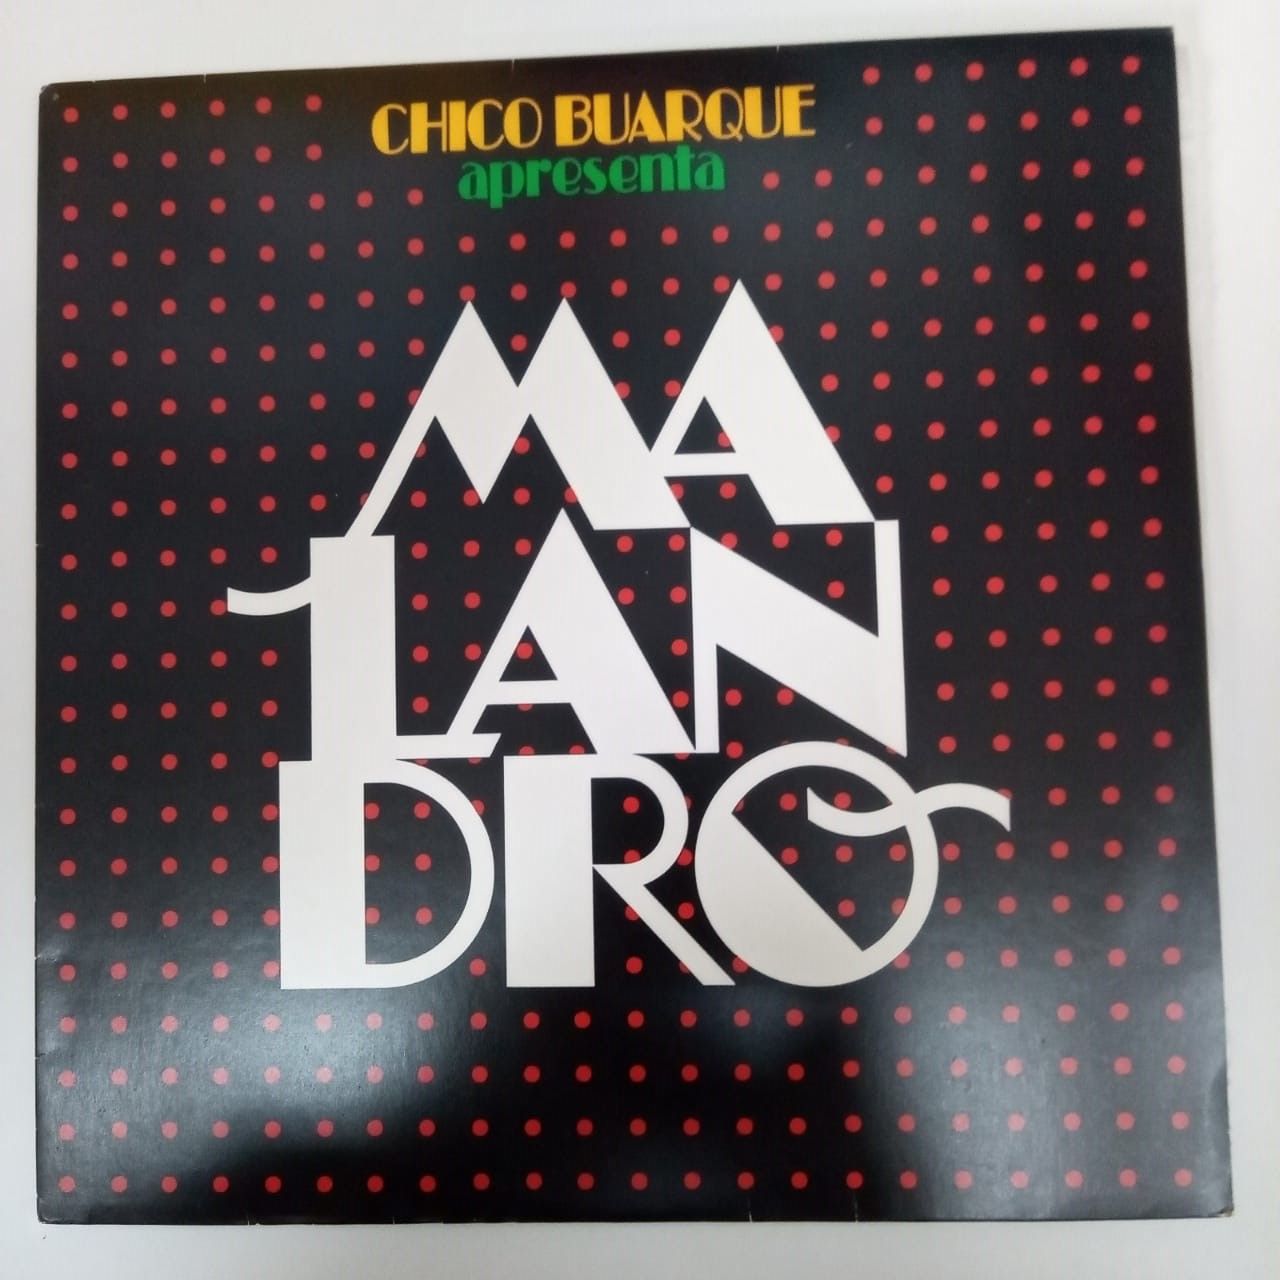 CHICO BUARQUE
apresenta
MA
LAN
DRO